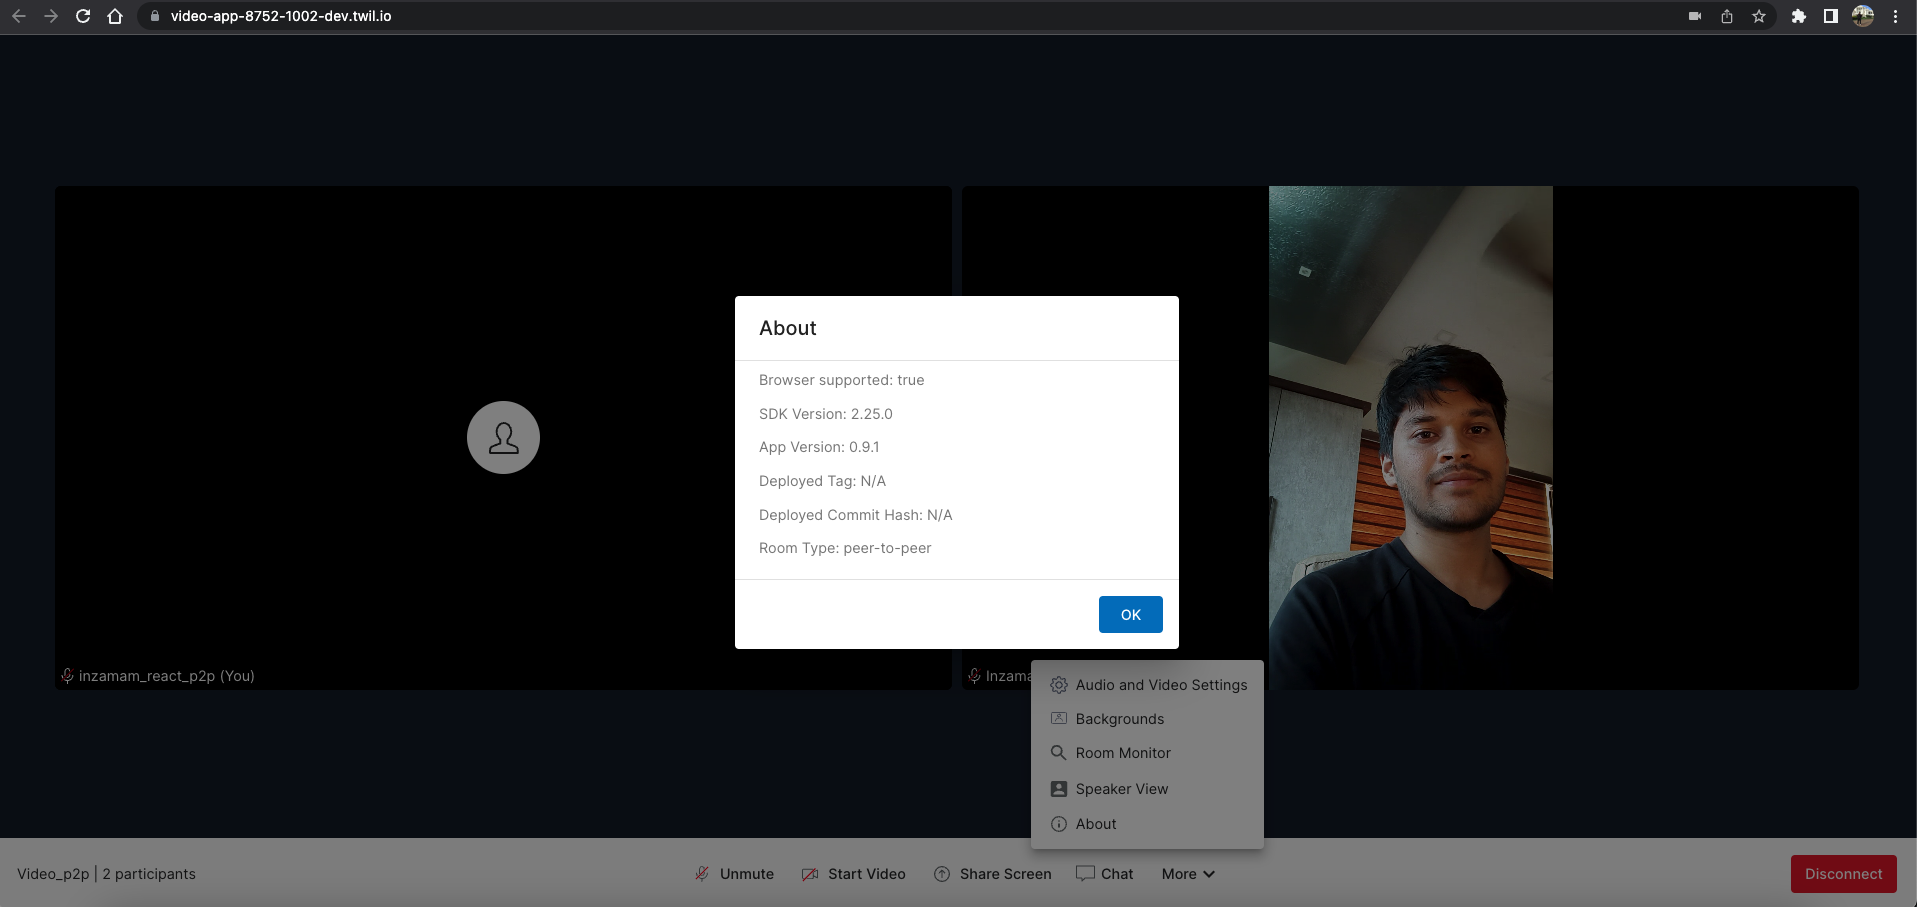 video-app-8752-1002-dev.twil.io
About
Browser supported: true
SDK Version: 2.25.0
App Version: 0.9.1
Deployed Tag: N/A
Deployed Commit Hash: N/A
Room Type: peer-to-peer
OK
inzamam_react_p2p (You)
Audio and Video Settings
Backgrounds
Room Monitor
Speaker View
About
Video_p2p | 2 participants
Unmute
Start Video
Share Screen
Chat
More
Disconnect